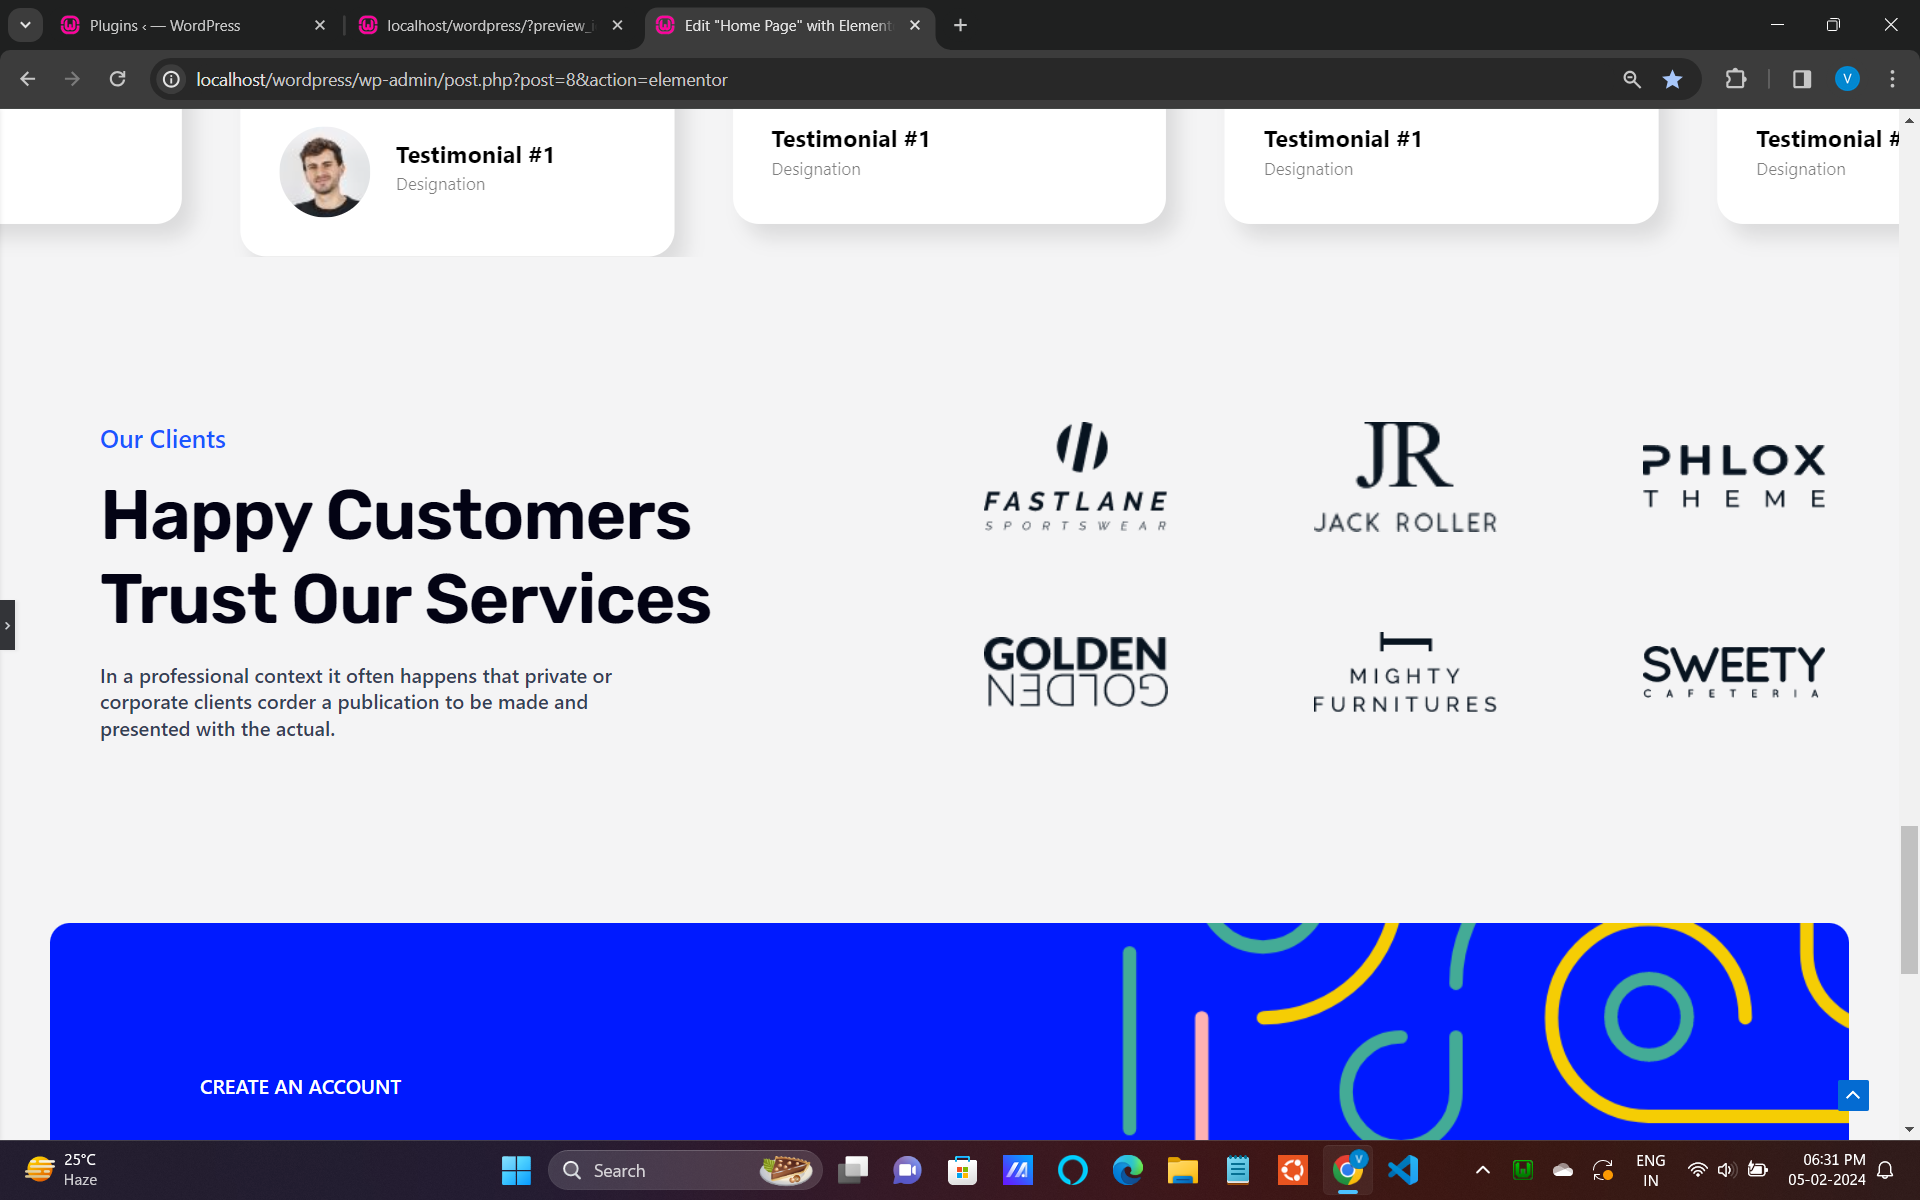 Plugins ‹ — WordPress
localhost/wordpress/?preview_i
Edit "Home Page" with Element
localhost/wordpress/wp-admin/post.php?post=8&action=elementor
V
Testimonial #1
Designation
Testimonial #1
Designation
Testimonial #1
Designation
Testimonial #
Designation
Our Clients
Happy Customers
Trust Our Services
In a professional context it often happens that private or
corporate clients corder a publication to be made and
presented with the actual.
FASTLANE
SPORTSWEAR
JR
JACK ROLLER
PHLOX
THEME
GOLDEN
GOLDEN
MIGHTY
FURNITURES
SWEETY
CAFETERIA
CREATE AN ACCOUNT
25°C
Haze
Search
V
ENG
IN
06:31 PM
05-02-2024